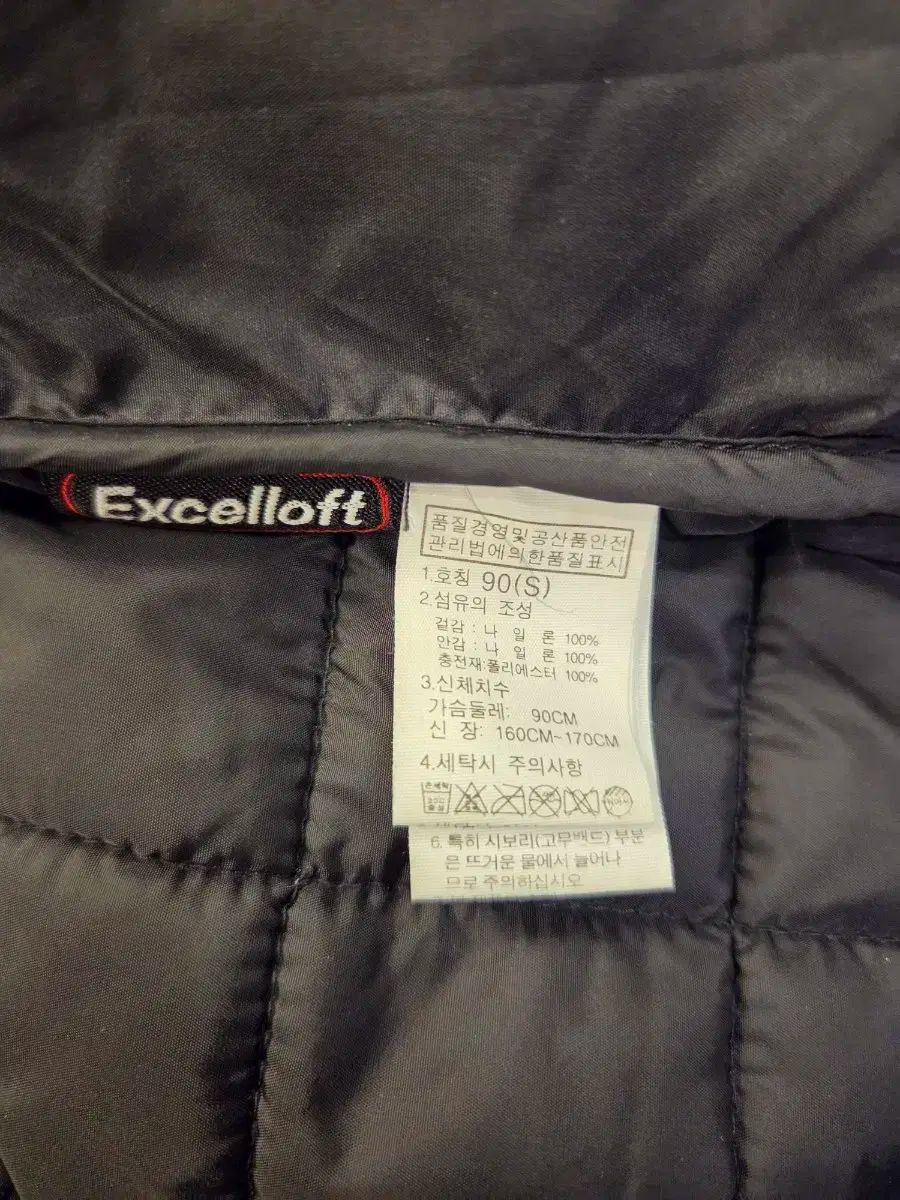 Excelloft
품질경영및공산품안전
관리법에의한품질표시
1.호칭 90(S)
2.섬유의 조성
겉감 : 나 일 론 100%
안감 : 나 일 론 100%
충전재:폴리에스터 100%
3.신체치수
가슴둘레: 90CM
신 장: 160CM~170CM
4.세탁시 주의사항
6. 특히 시보리(고무밴드) 부분
은 뜨거운 물에서 늘어나
므로 주의하십시오